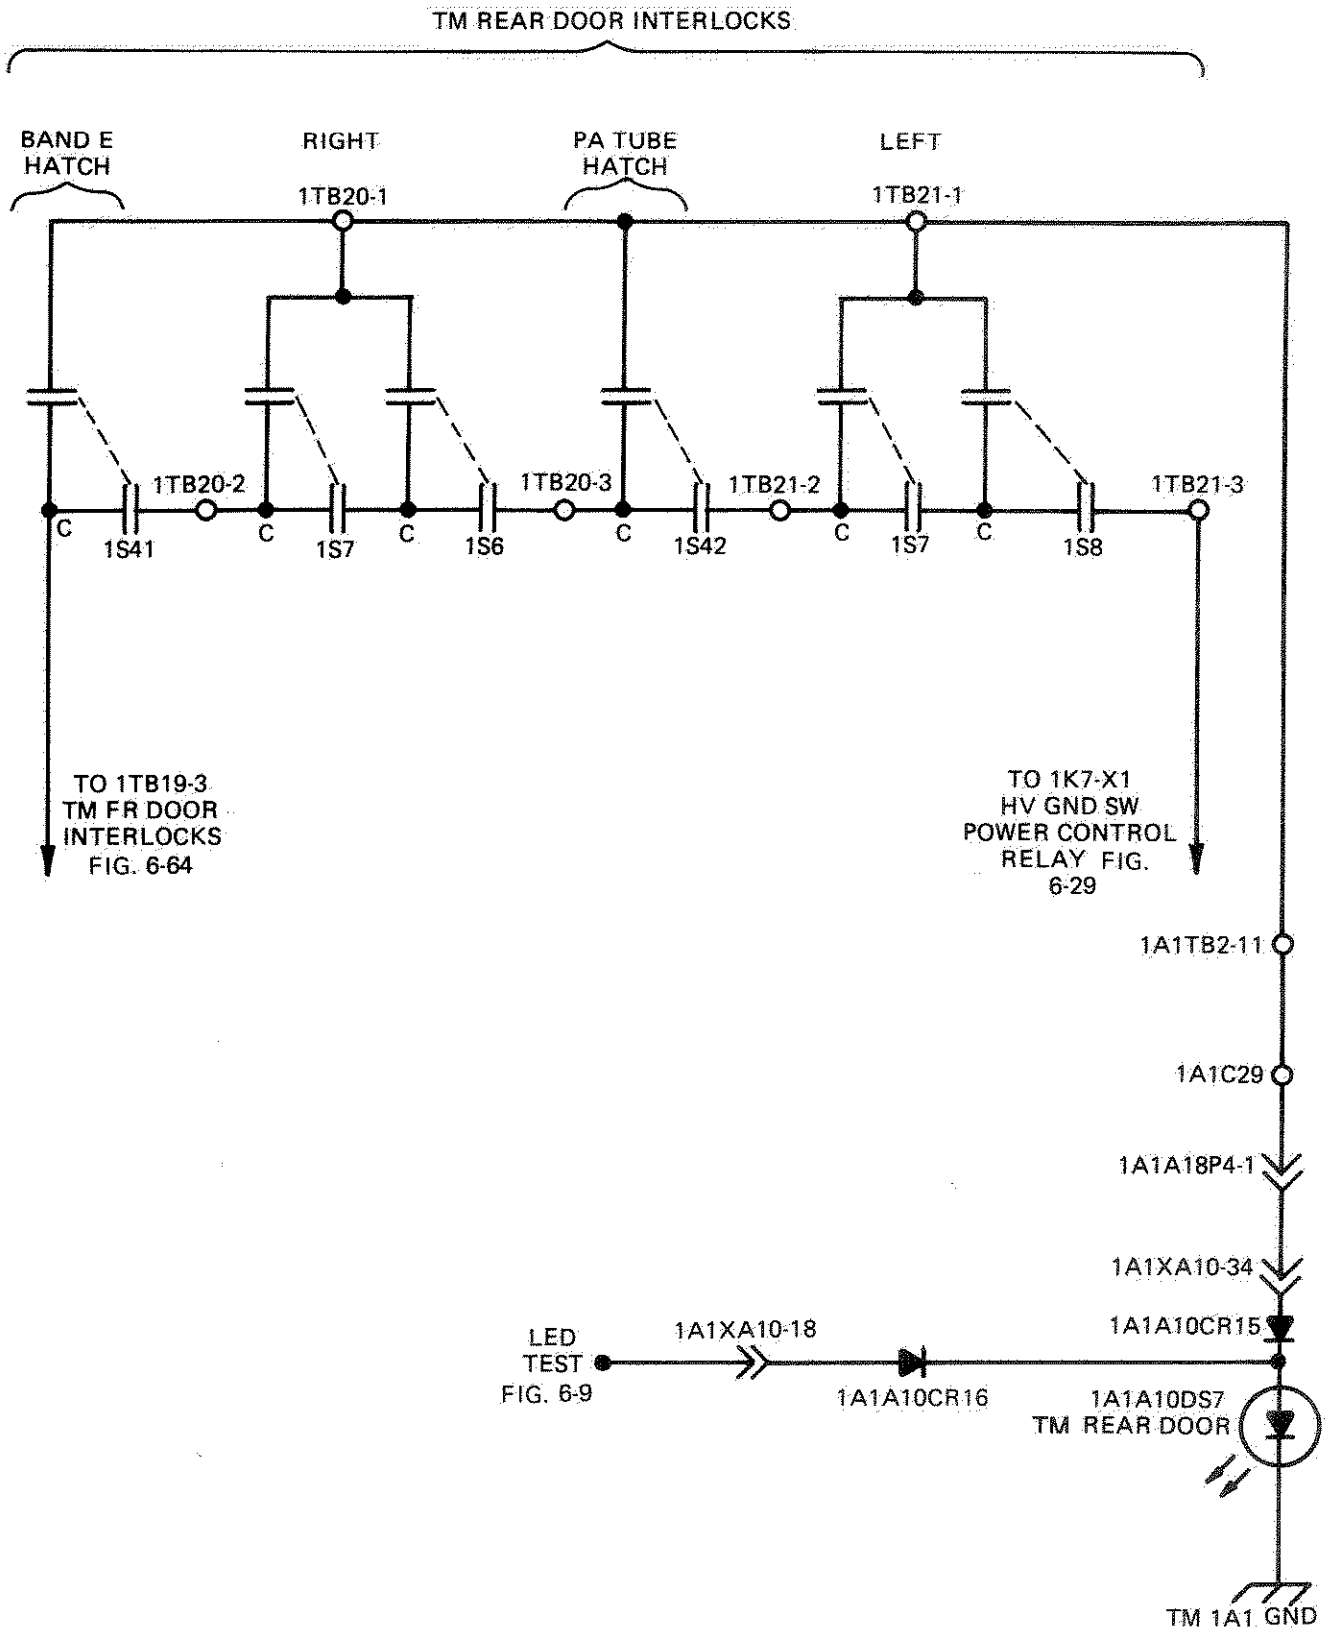 TM REAR DOOR INTERLOCKS
BAND E
HATCH
RIGHT
PA TUBE
HATCH
LEFT
1TB20-1
1TB21-1
1TB20-2
1TB20-3
1TB21-2
1TB21-3
C
1S41
C
1S7
C
1S6
C
1S42
C
1S7
C
1S8
TO 1TB19-3
TM FR DOOR
INTERLOCKS
FIG. 6-64
TO 1K7-X1
HV GND SW
POWER CONTROL
RELAY FIG.
6-29
1A1TB2-11
1A1C29
1A1A18P4-1
1A1XA10-34
1A1A10CR15
LED
TEST
FIG. 6-9
1A1XA10-18
1A1A10CR16
1A1A10DS7
TM REAR DOOR
TM 1A1 GND